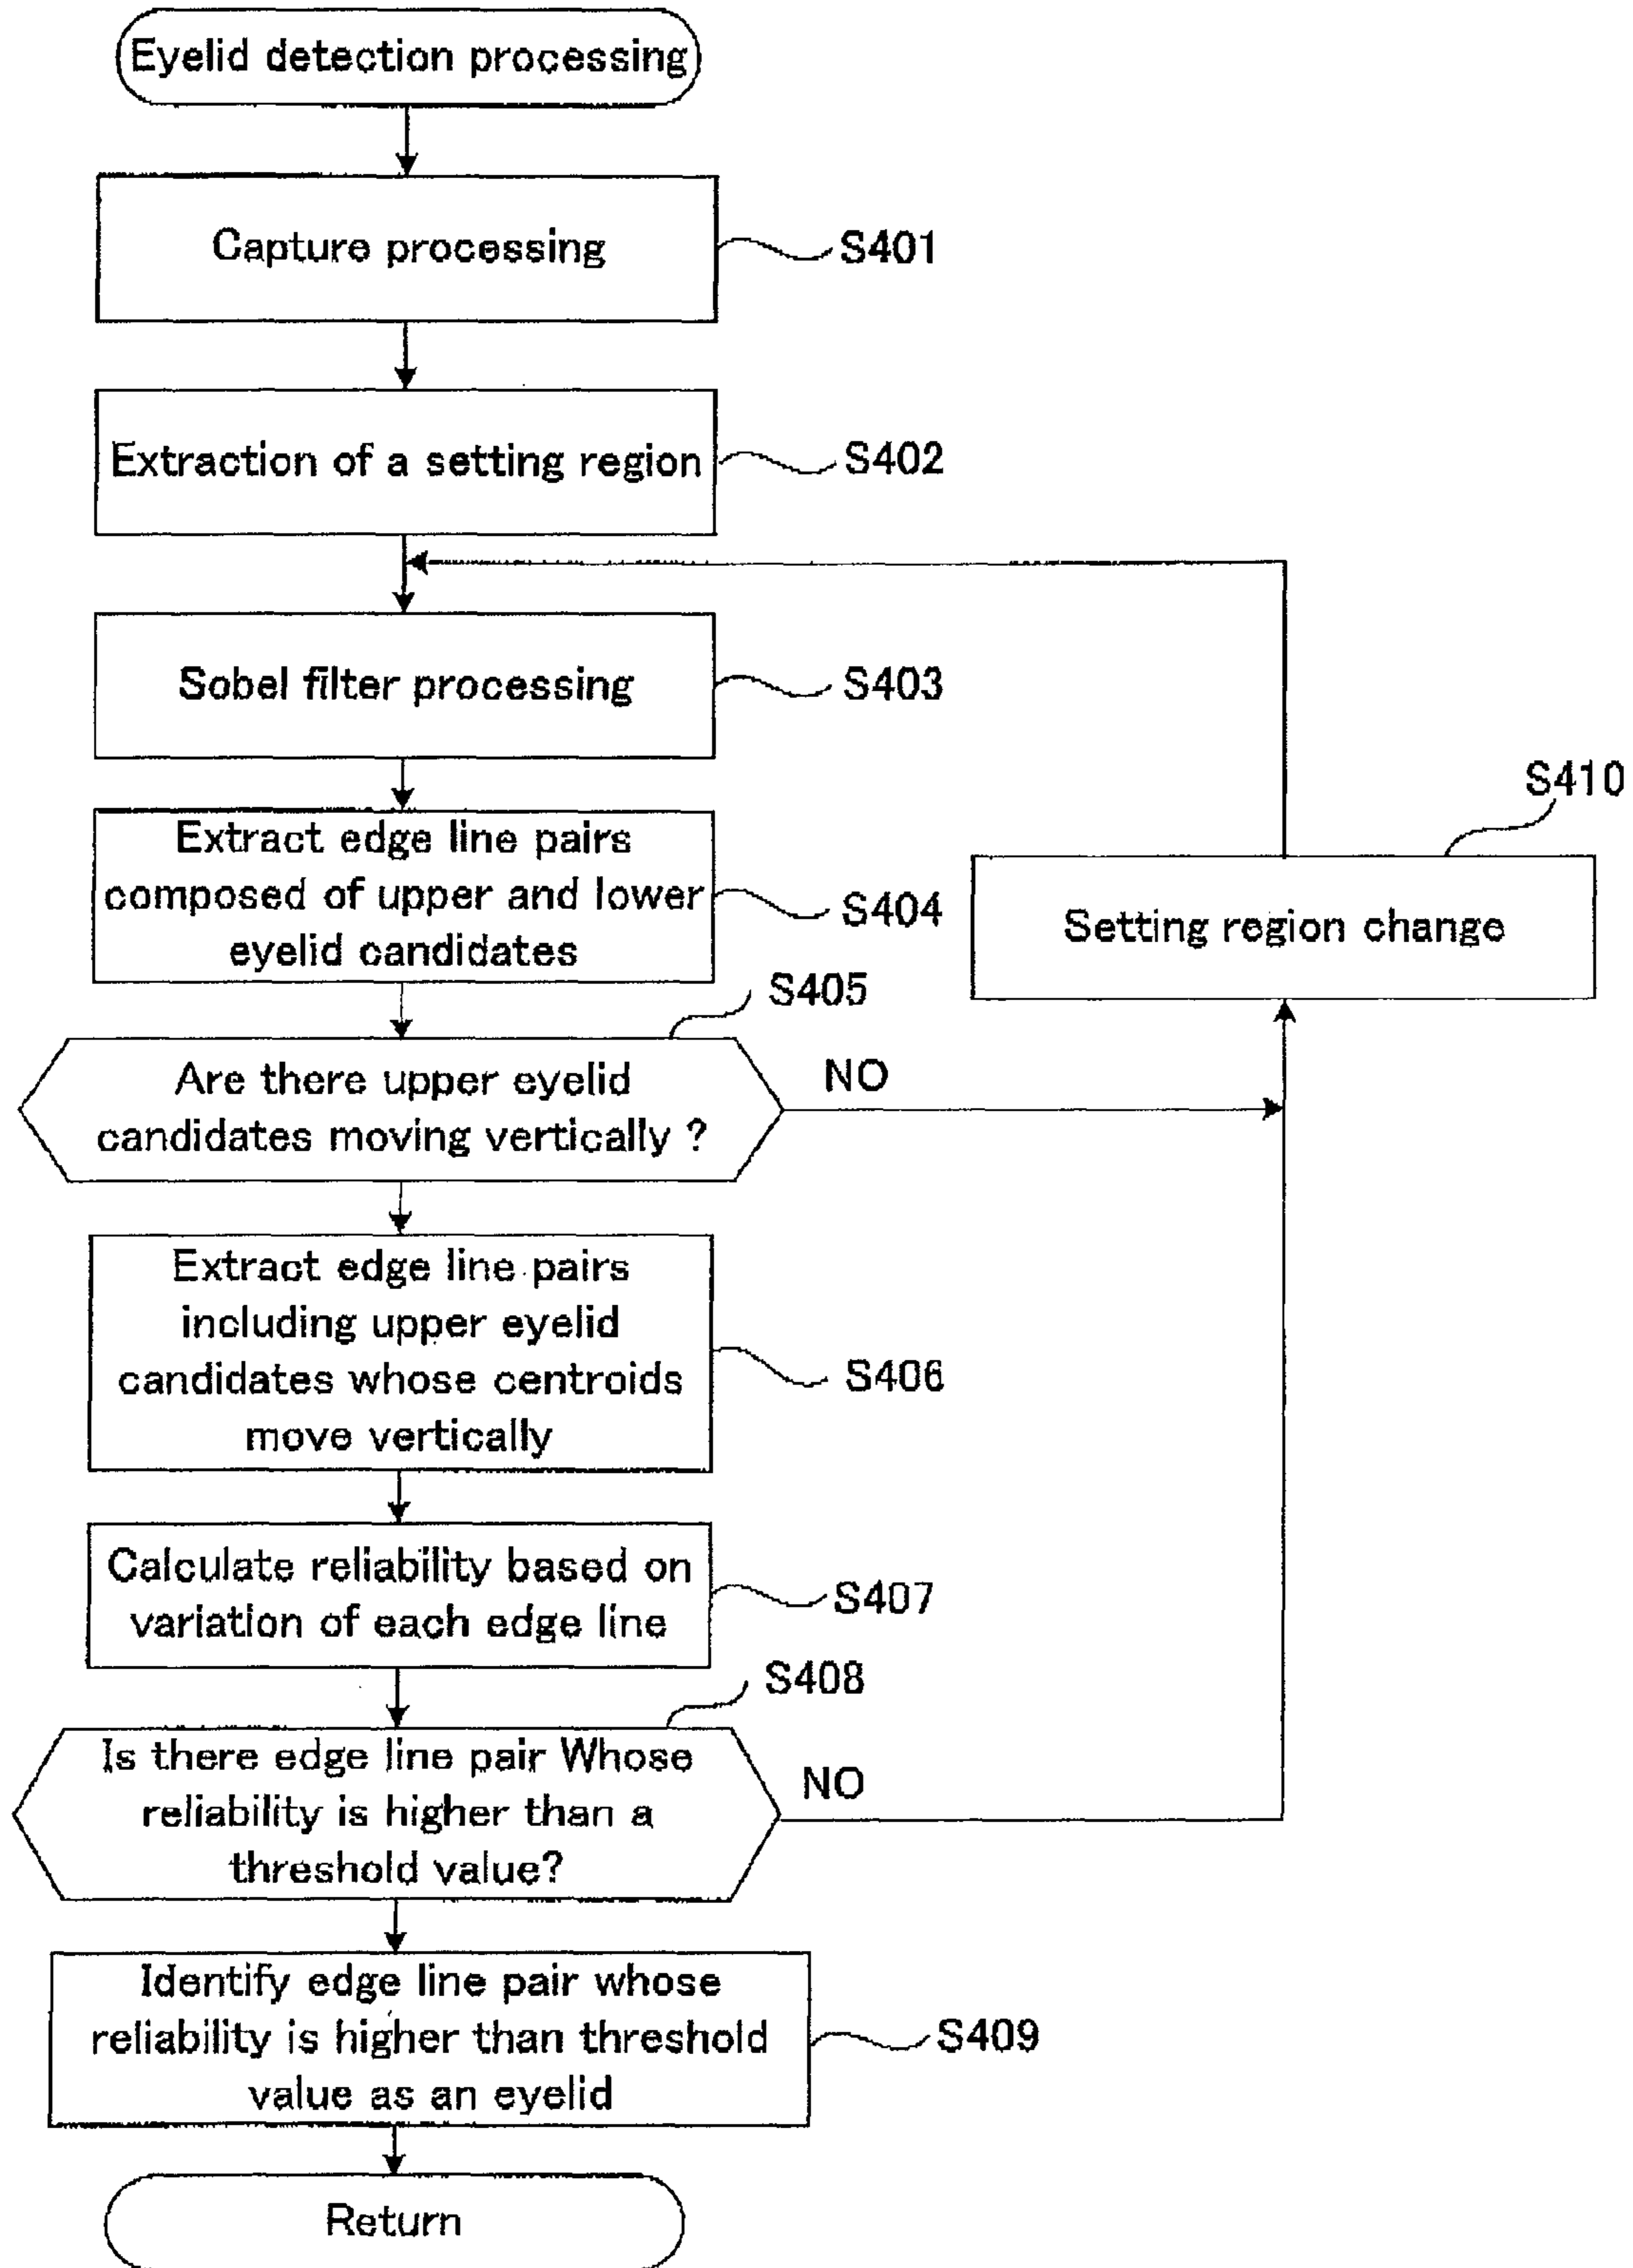 Eyelid detection processing
Capture processing
S401
Extraction of a setting region
S402
Sobel filter processing
S403
Extract edge line pairs
composed of upper and lower
eyelid candidates
S404
S410
Setting region change
S405
Are there upper eyelid
candidates moving vertically ?
NO
Extract edge line pairs
including upper eyelid
candidates whose centroids
move vertically
S406
Calculate reliability based on
variation of each edge line
S407
S408
Is there edge line pair Whose
reliability is higher than a
threshold value?
NO
Identify edge line pair whose
reliability is higher than threshold
value as an eyelid
S409
Return